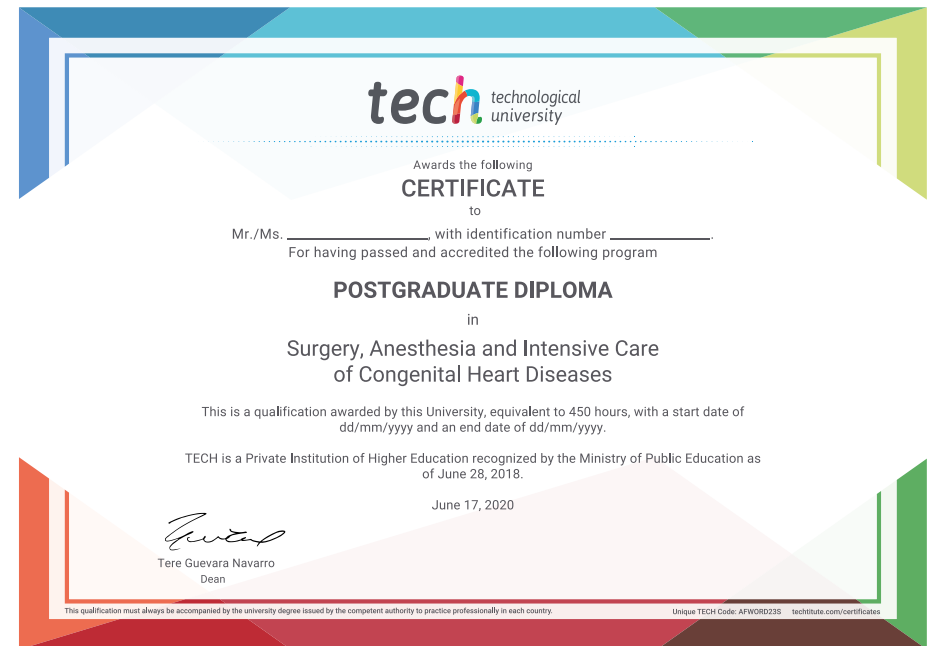 tech technological
university
Awards the following
CERTIFICATE
to
Mr./Ms. ____________________, with identification number ______________.
For having passed and accredited the following program
POSTGRADUATE DIPLOMA
in
Surgery, Anesthesia and Intensive Care
of Congenital Heart Diseases
This is a qualification awarded by this University, equivalent to 450 hours, with a start date of
dd/mm/yyyy and an end date of dd/mm/yyyy.
TECH is a Private Institution of Higher Education recognized by the Ministry of Public Education as
of June 28, 2018.
June 17, 2020
Tere Guevara Navarro
Dean
This qualification must always be accompanied by the university degree issued by the competent authority to practice professionally in each country.
Unique TECH Code: AFWORD23S techtitute.com/certificates